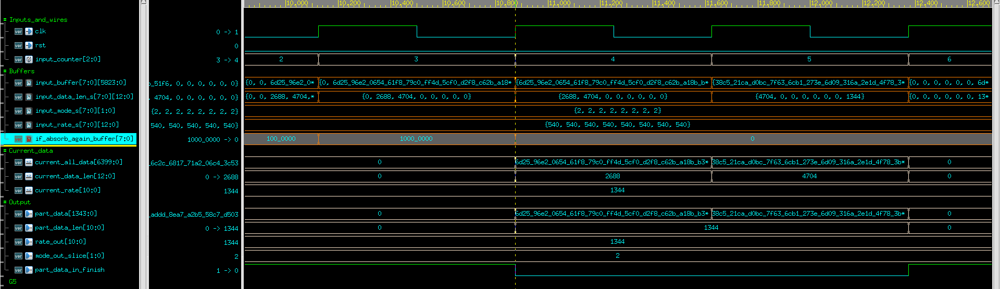 10,000 10,200 10,400 10,600 10,800 11,000 11,200 11,400 11,600 11,800 12,000 12,200 12,400 12,600
Inputs_and_wires
ver clk 0 -> 1
ver rst 0
ver input_counter[2:0] 3 -> 4 2 3 4 5 6
Buffers
ver input_buffer[7:0][5823:0] _51f6, 0, 0, 0, 0, 0} {0, 0, 6d25_96e2_0* {0, 6d25_96e2_0654_61f8_79c0_ff4d_5cf0_d2f8_c62b_a18* {6d25_96e2_0654_61f8_79c0_ff4d_5cf0_d2f8_c62b_a18b_b* {38c5_21ca_d0bc_7f63_6cb1_273e_6d09_316a_2e1d_4f78_3* {0, 0, 0, 0, 0, 0, 6d*
ver input_data_len_s[7:0][12:0] 4704, 0, 0, 0, 0, 0} {0, 0, 2688, 4704,* {0, 2688, 4704, 0, 0, 0, 0, 0} {2688, 4704, 0, 0, 0, 0, 0, 0} {4704, 0, 0, 0, 0, 0, 0, 1344} {0, 0, 0, 0, 0, 0, 13*
ver input_mode_s[7:0][1:0] {2, 2, 2, 2, 2, 2, 2, 2} {2, 2, 2, 2, 2, 2, 2, 2}
ver input_rate_s[7:0][12:0] 540, 540, 540, 540, 540} {540, 540, 540, 540, 540, 540, 540, 540}
ver if_absorb_again_buffer[7:0] 1000_0000 -> 0 100_0000 1000_0000 0
Current_data
ver current_all_data[6399:0] _6c2c_6817_71a2_06c4_3c53 0 6d25_96e2_0654_61f8_79c0_ff4d_5cf0_d2f8_c62b_a18b_b3* 38c5_21ca_d0bc_7f63_6cb1_273e_6d09_316a_2e1d_4f78_3b* 0
ver current_data_len[12:0] 0 -> 2688 0 2688 4704 0
ver current_rate[10:0] 1344 1344
Output
ver part_data[1343:0] _addd_8ea7_a2b5_58c7_d503 0 6d25_96e2_0654_61f8_79c0_ff4d_5cf0_d2f8_c62b_a18b_b3* 38c5_21ca_d0bc_7f63_6cb1_273e_6d09_316a_2e1d_4f78_3b* 0
ver part_data_len[10:0] 0 -> 1344 0 1344 0
ver rate_out[10:0] 1344 1344
ver mode_out_slice[1:0] 2 2
ver part_data_in_finish 1 -> 0
G5